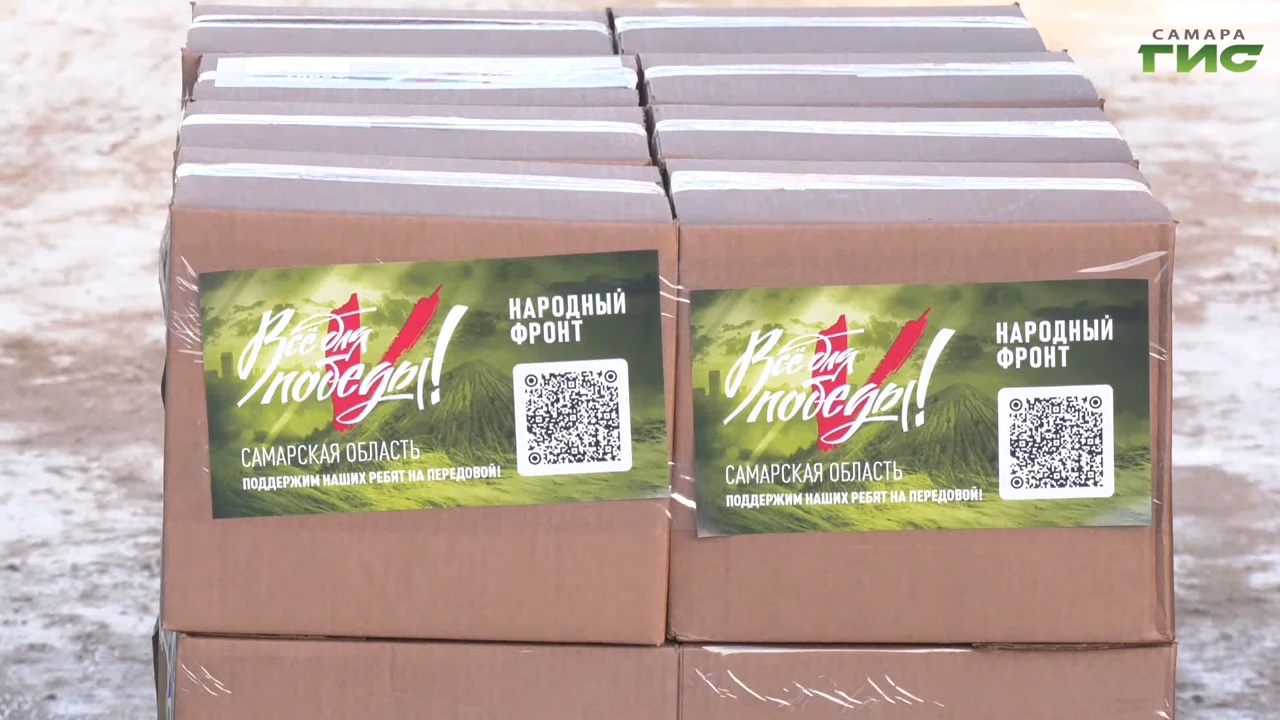 САМАРА
ГИС
Всё для
победы!
НАРОДНЫЙ
ФРОНТ
САМАРСКАЯ ОБЛАСТЬ
ПОДДЕРЖИМ НАШИХ РЕБЯТ НА ПЕРЕДОВОЙ!
Всё для
победы!
НАРОДНЫЙ
ФРОНТ
САМАРСКАЯ ОБЛАСТЬ
ПОДДЕРЖИМ НАШИХ РЕБЯТ НА ПЕРЕДОВОЙ!